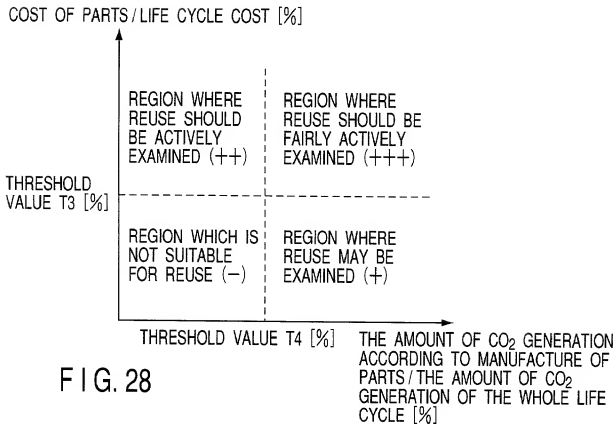 COST OF PARTS/LIFE CYCLE COST [%]
REGION WHERE
REUSE SHOULD
BE ACTIVELY
EXAMINED (++)
REGION WHERE
REUSE SHOULD BE
FAIRLY ACTIVELY
EXAMINED (+++)
THRESHOLD
VALUE T3 [%]
REGION WHICH IS
NOT SUITABLE
FOR REUSE (−)
REGION WHERE
REUSE MAY BE
EXAMINED (+)
THRESHOLD VALUE T4 [%]
THE AMOUNT OF CO₂ GENERATION
ACCORDING TO MANUFACTURE OF
PARTS/THE AMOUNT OF CO₂
GENERATION OF THE WHOLE LIFE
CYCLE [%]
FIG. 28